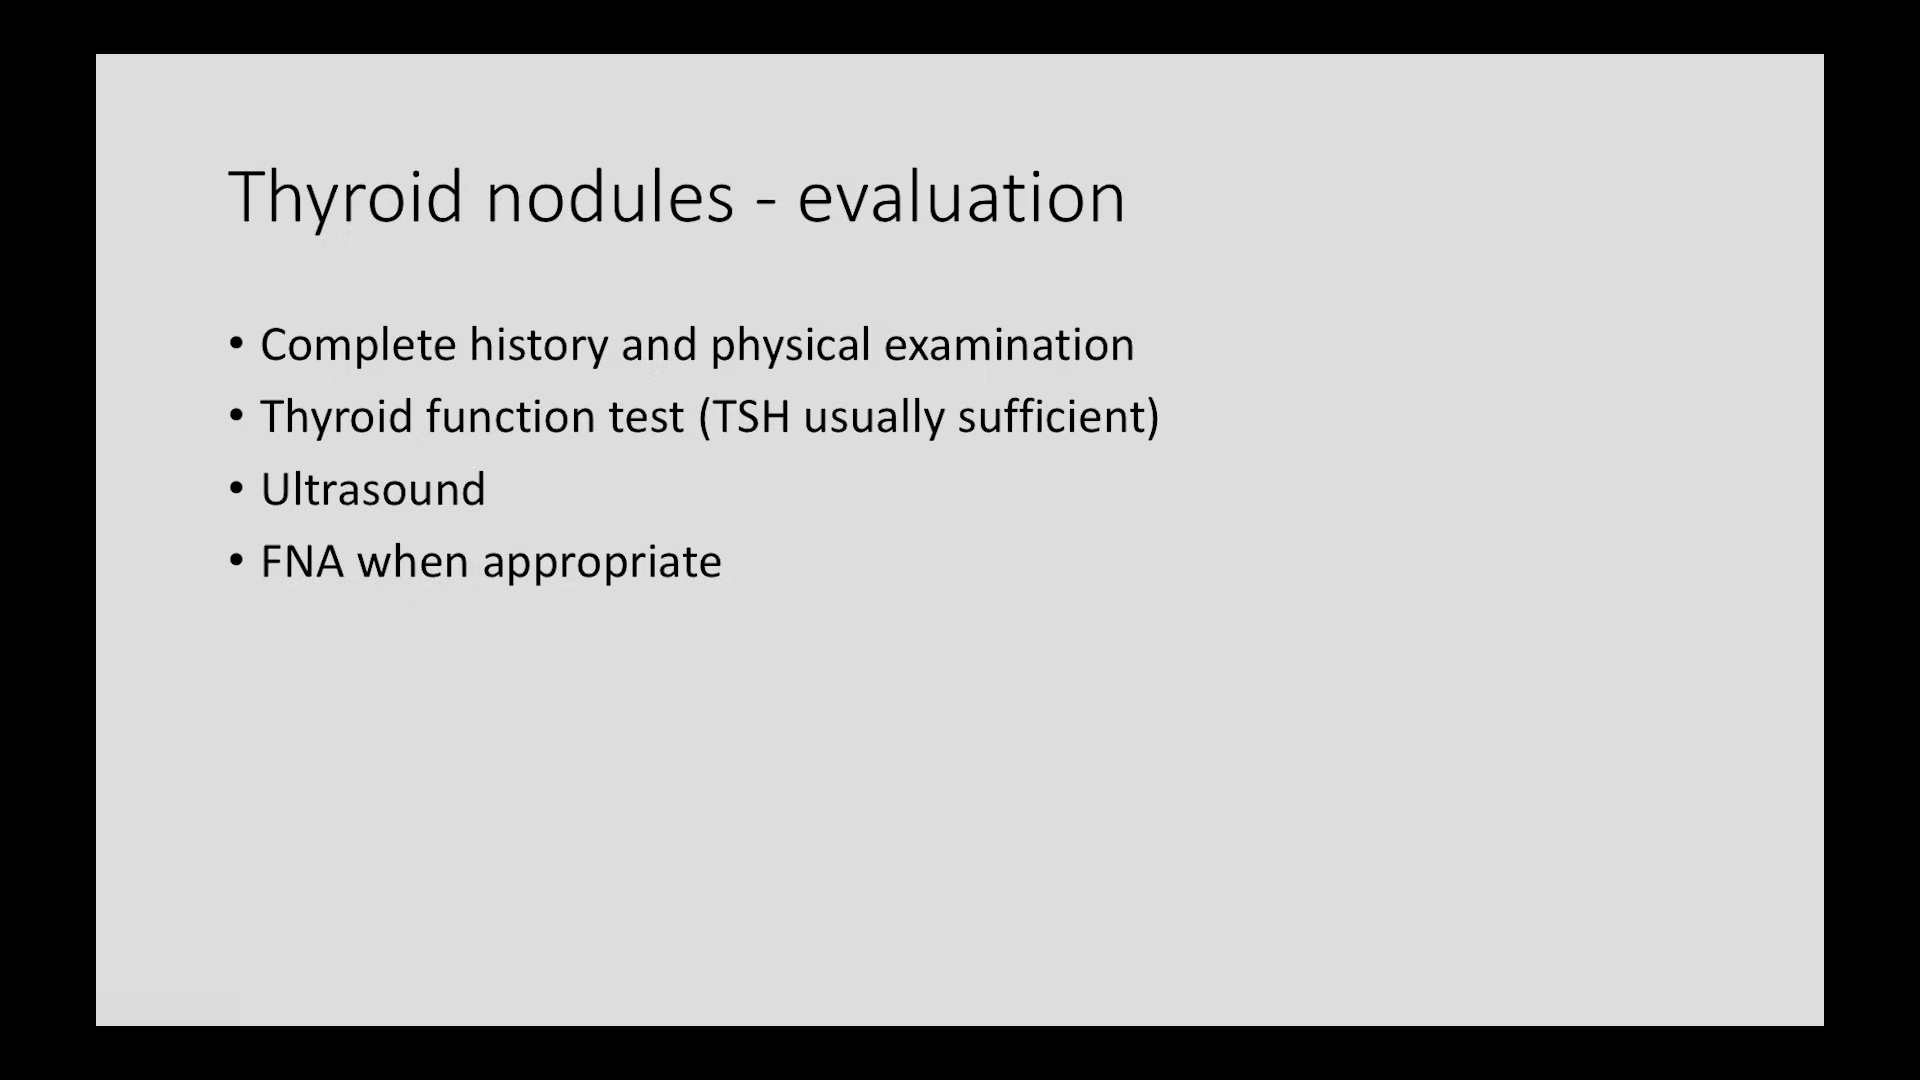 Thyroid nodules - evaluation
• Complete history and physical examination
• Thyroid function test (TSH usually sufficient)
• Ultrasound
• FNA when appropriate